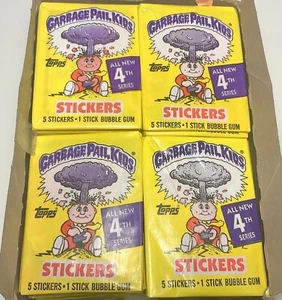 GARBAGE PAIL KIDS
ALL NEW
4TH
SERIES
Topps
STICKERS
5 STICKERS • 1 STICK BUBBLE GUM
GARBAGE PAIL KIDS
ALL NEW
4TH
SERIES
Topps
STICKERS
5 STICKERS • 1 STICK BUBBLE GUM
GARBAGE PAIL KIDS
Topps
ALL NEW
4TH
SERIES
STICKERS
5 STICKERS • 1 STICK BUBBLE GUM
GARBAGE PAIL KIDS
Topps
ALL NEW
4TH
SERIES
STICKERS
5 STICKERS • 1 STICK BUBBLE GUM